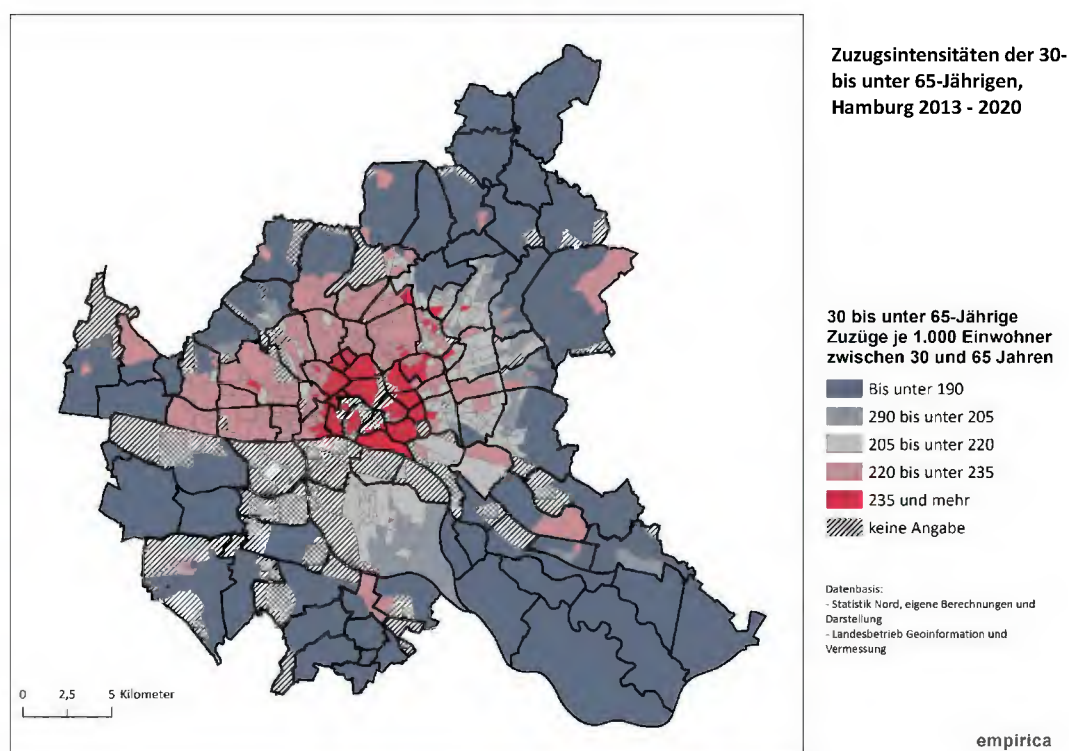 Zuzugsintensitäten der 30-
bis unter 65-Jährigen,
Hamburg 2013 - 2020
30 bis unter 65-Jährige
Zuzüge je 1.000 Einwohner
zwischen 30 und 65 Jahren
Bis unter 190
290 bis unter 205
205 bis unter 220
220 bis unter 235
235 und mehr
keine Angabe
Datenbasis:
- Statistik Nord, eigene Berechnungen und
Darstellung
- Landesbetrieb Geoinformation und
Vermessung
0 2,5 5 Kilometer
empirica